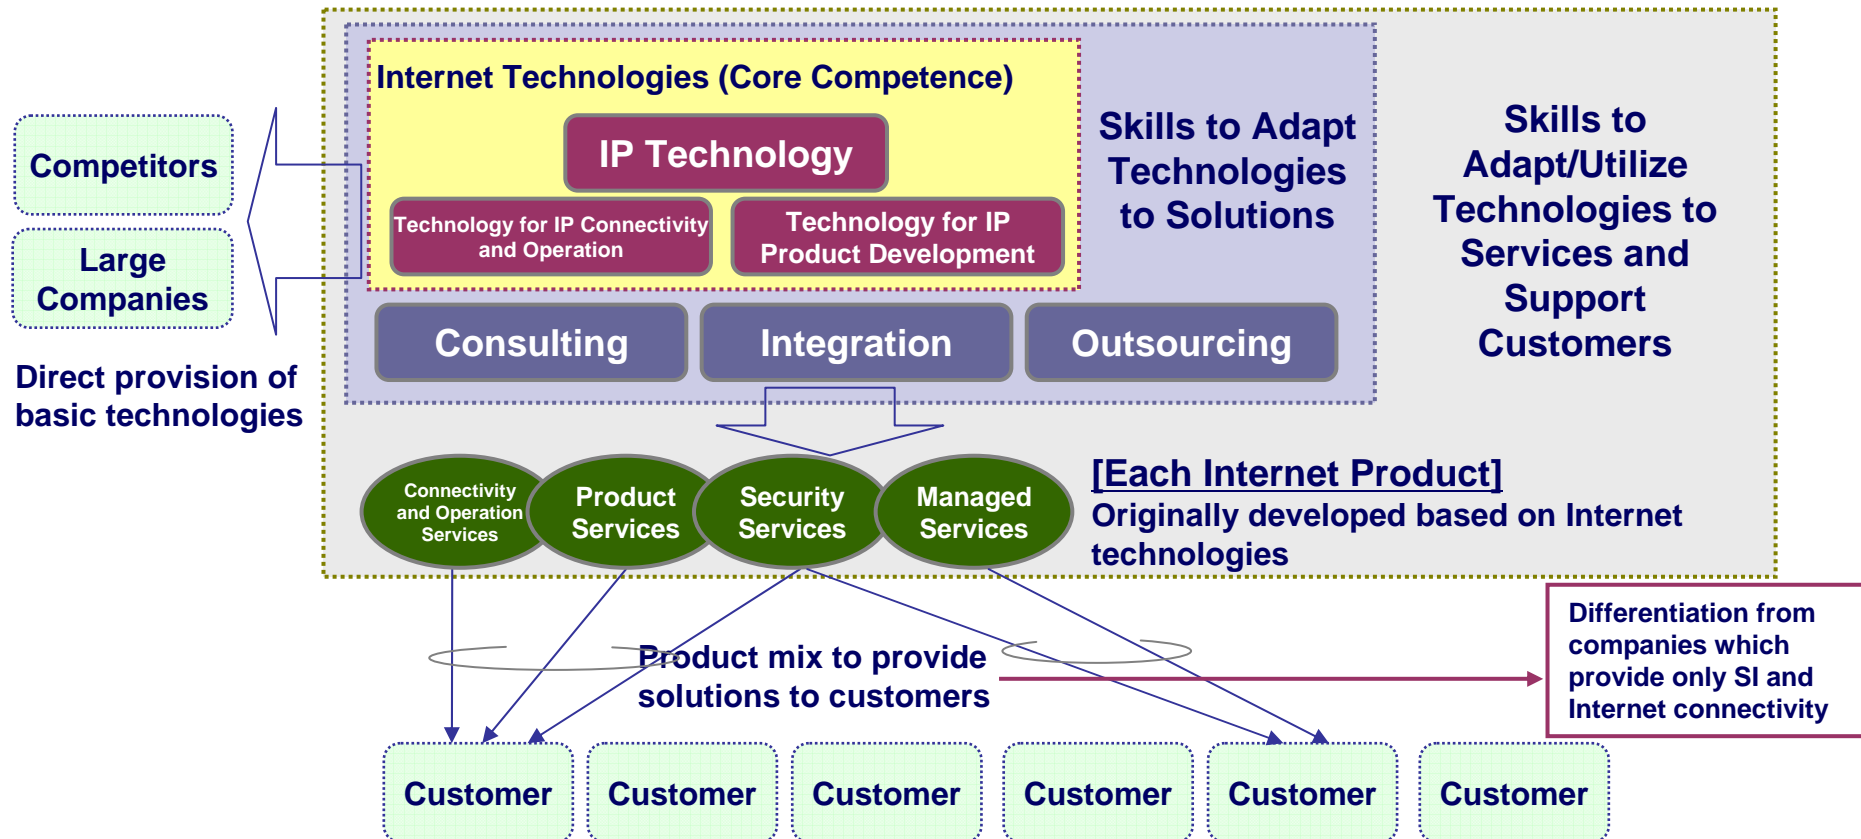 Internet Technologies (Core Competence)
IP Technology
Technology for IP Connectivity
and Operation
Technology for IP
Product Development
Skills to Adapt
Technologies
to Solutions
Skills to
Adapt/Utilize
Technologies to
Services and
Support
Customers
Competitors
Large
Companies
Direct provision of
basic technologies
Consulting
Integration
Outsourcing
Connectivity
and Operation
Services
Product
Services
Security
Services
Managed
Services
[Each Internet Product]
Originally developed based on Internet
technologies
Product mix to provide
solutions to customers
Differentiation from
companies which
provide only SI and
Internet connectivity
Customer
Customer
Customer
Customer
Customer
Customer